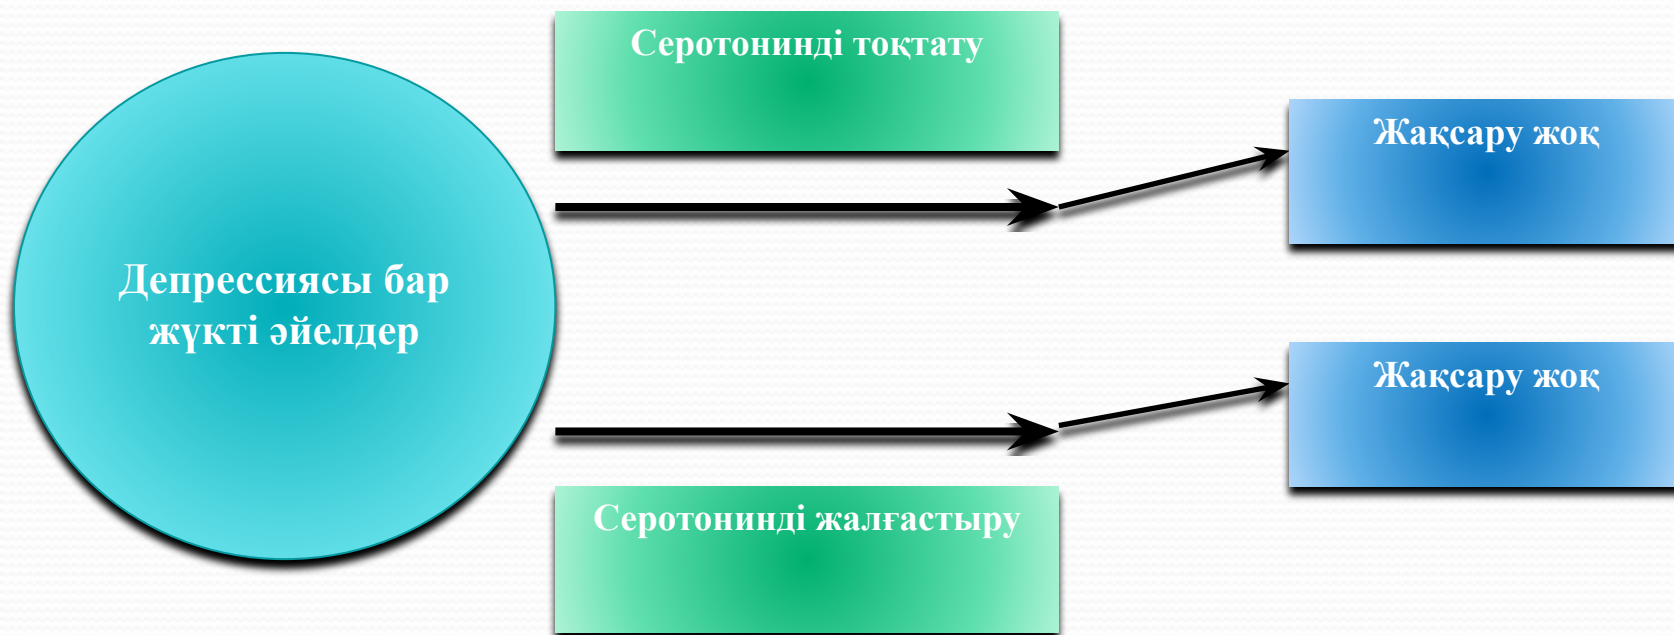 Серотонинді тоқтату
Жақсару жоқ
Депрессиясы бар
жүкті әйелдер
Жақсару жоқ
Серотонинді жалғастыру